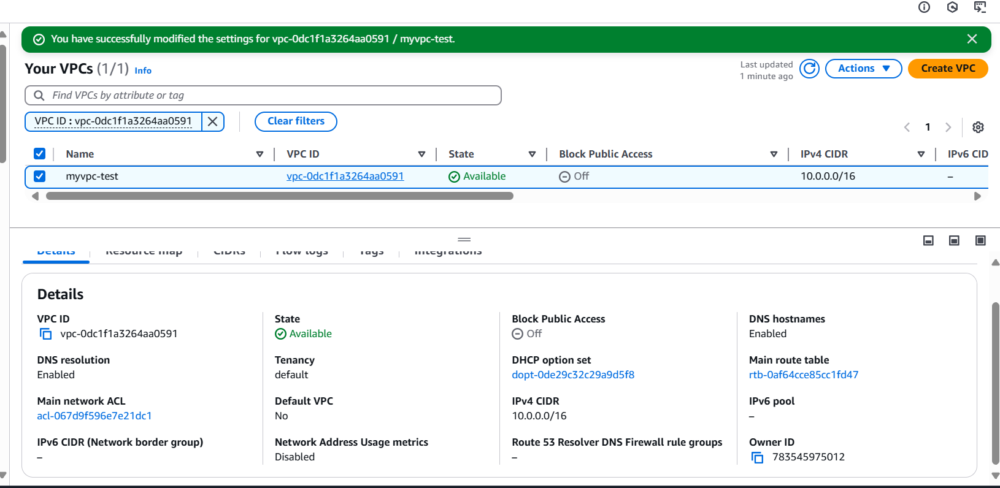 You have successfully modified the settings for vpc-0dc1f1a3264aa0591 / myvpc-test.
Your VPCs (1/1) Info
Last updated
1 minute ago
Actions
Create VPC
Find VPCs by attribute or tag
VPC ID : vpc-0dc1f1a3264aa0591
Clear filters
1
Name VPC ID State Block Public Access IPv4 CIDR IPv6 CID
myvpc-test vpc-0dc1f1a3264aa0591 Available Off 10.0.0.0/16 –
Details Resource map CIDRs Flow logs Tags Integrations
Details
VPC ID
vpc-0dc1f1a3264aa0591
State
Available
Block Public Access
Off
DNS hostnames
Enabled
DNS resolution
Enabled
Tenancy
default
DHCP option set
dopt-0de29c32c29a9d5f8
Main route table
rtb-0af64cce85cc1fd47
Main network ACL
acl-067d9f596e7e21dc1
Default VPC
No
IPv4 CIDR
10.0.0.0/16
IPv6 pool
–
IPv6 CIDR (Network border group)
–
Network Address Usage metrics
Disabled
Route 53 Resolver DNS Firewall rule groups
–
Owner ID
783545975012